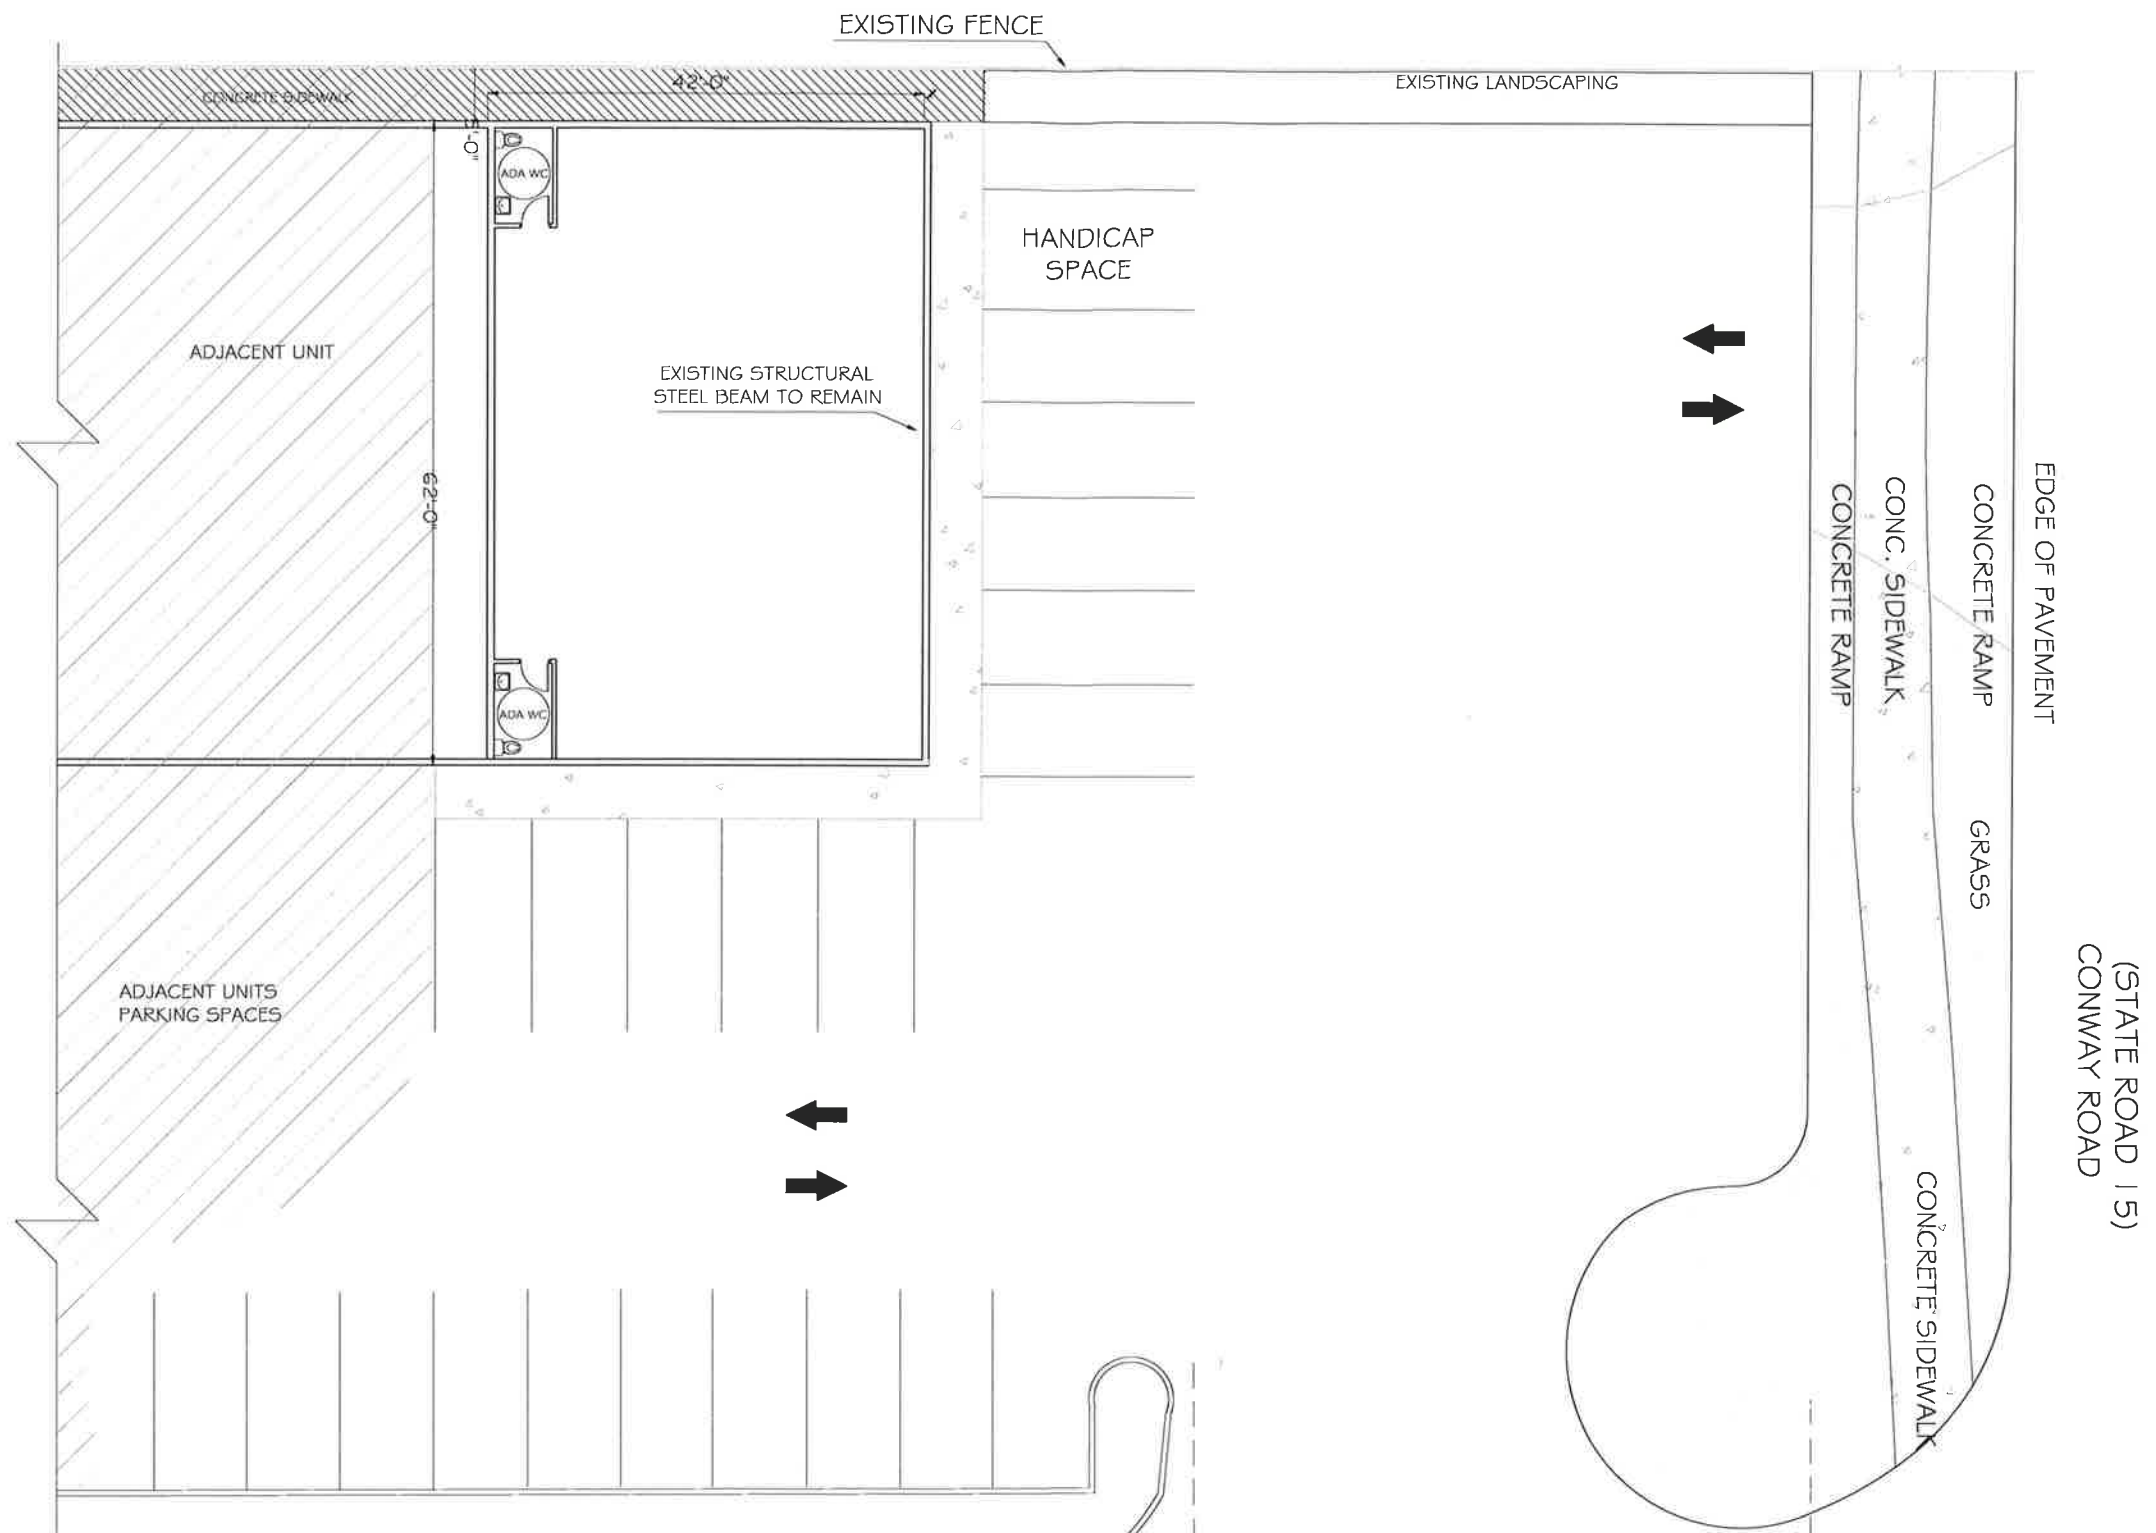 EXISTING FENCE
42'-0"
EXISTING LANDSCAPING
CONCRETE SIDEWALK
5'-0"
ADA WC
HANDICAP
SPACE
ADJACENT UNIT
EXISTING STRUCTURAL
STEEL BEAM TO REMAIN
62'-0"
CONCRETE RAMP
CONC. SIDEWALK
CONCRETE RAMP
EDGE OF PAVEMENT
ADA WC
GRASS
(STATE ROAD 15)
CONWAY ROAD
ADJACENT UNITS
PARKING SPACES
CONCRETE SIDEWALK